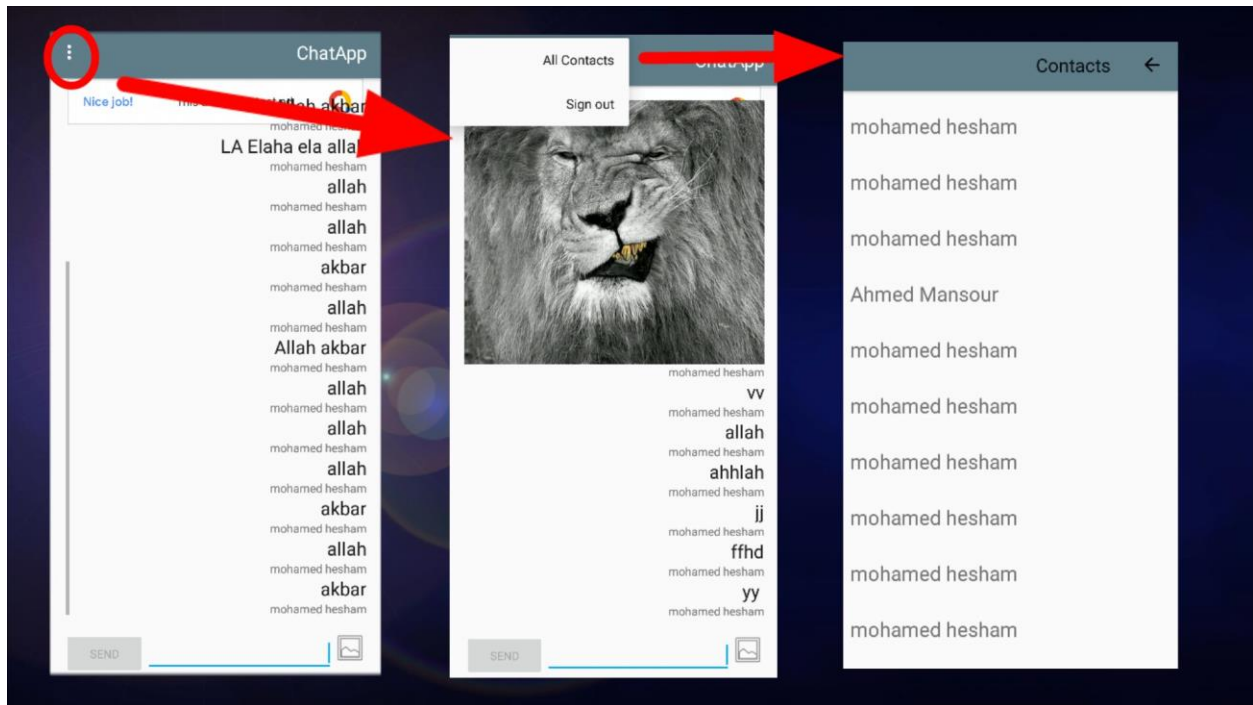 ChatApp
Nice job!
akbar
mohamed
LA Elaha ela allah
mohamed hesham
allah
mohamed hesham
allah
mohamed hesham
akbar
mohamed hesham
allah
mohamed hesham
Allah akbar
mohamed hesham
allah
mohamed hesham
allah
mohamed hesham
allah
mohamed hesham
akbar
mohamed hesham
allah
mohamed hesham
akbar
mohamed hesham
SEND
All Contacts
ChatApp
Sign out
mohamed hesham
vv
mohamed hesham
allah
mohamed hesham
ahhlah
mohamed hesham
jj
mohamed hesham
ffhd
mohamed hesham
yy
mohamed hesham
SEND
Contacts
mohamed hesham
mohamed hesham
mohamed hesham
Ahmed Mansour
mohamed hesham
mohamed hesham
mohamed hesham
mohamed hesham
mohamed hesham
mohamed hesham